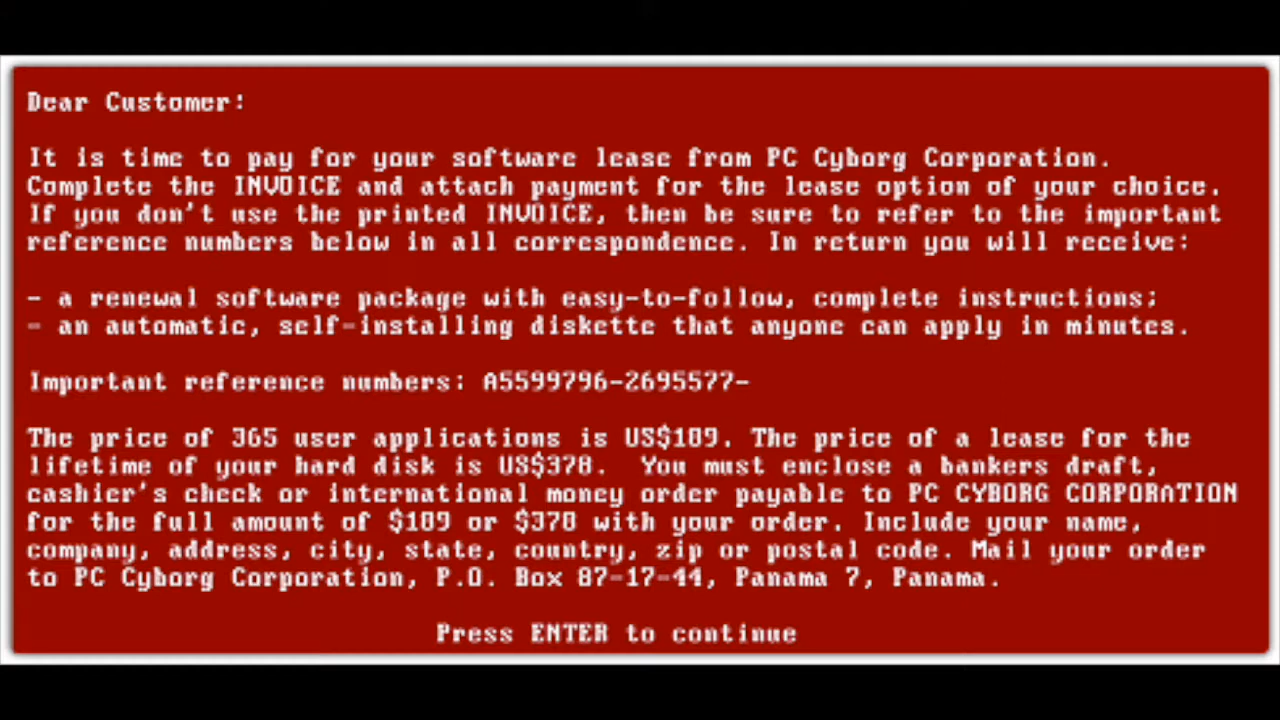 Dear Customer:
It is time to pay for your software lease from PC Cyborg Corporation.
Complete the INVOICE and attach payment for the lease option of your choice.
If you don't use the printed INVOICE, then be sure to refer to the important
reference numbers below in all correspondence. In return you will receive:
- a renewal software package with easy-to-follow, complete instructions;
- an automatic, self-installing diskette that anyone can apply in minutes.
Important reference numbers: A5599796-2695577-
The price of 365 user applications is US$189. The price of a lease for the
lifetime of your hard disk is US$378. You must enclose a bankers draft,
cashier's check or international money order payable to PC CYBORG CORPORATION
for the full amount of $189 or $378 with your order. Include your name,
company, address, city, state, country, zip or postal code. Mail your order
to PC Cyborg Corporation, P.O. Box 87-17-44, Panama 7, Panama.
Press ENTER to continue